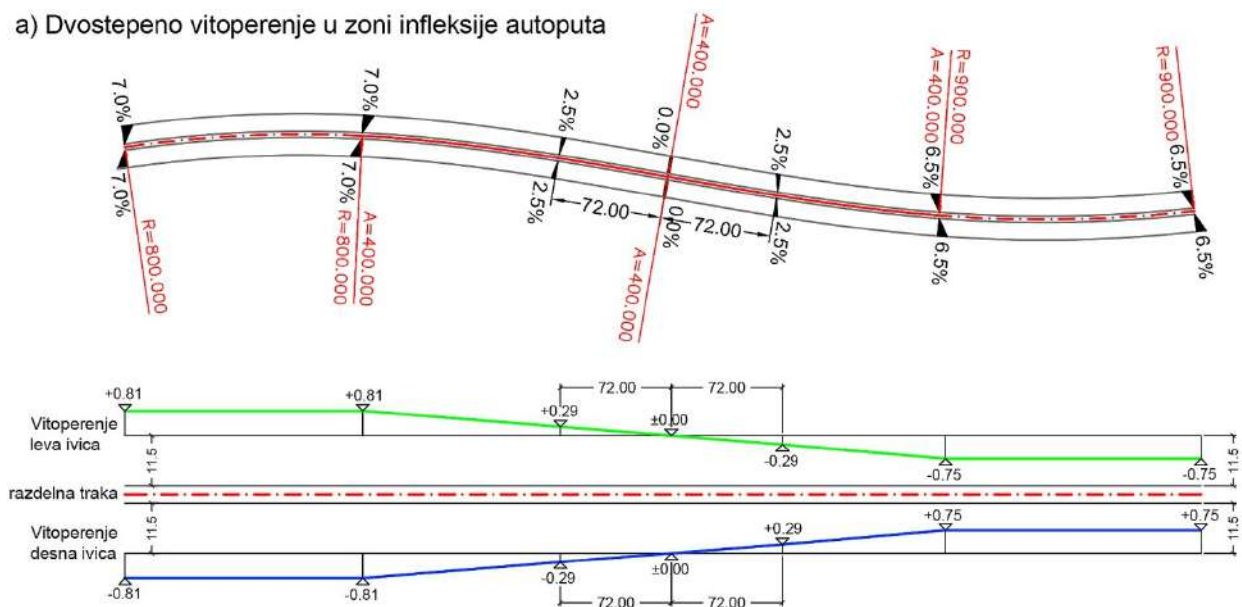 a) Dvostepeno vitoperenje u zoni infleksije autoputa
7.0%
7.0%
2.5%
0.0%
A=400.000
2.5%
A=400.000
R=900.000
6.5%
R=900.000
6.5%
7.0%
R=800.000
7.0%
R=800.000
A=400.000
2.5%
72.00
0.0%
72.00
2.5%
A=400.000
6.5%
6.5%
72.00
72.00
+0.81
+0.81
+0.29
±0.00
-0.29
-0.75
-0.75
Vitoperenje
leva ivica
11.5
11.5
razdelna traka
11.5
11.5
Vitoperenje
desna ivica
+0.29
+0.75
+0.75
-0.81
-0.81
-0.29
±0.00
72.00
72.00